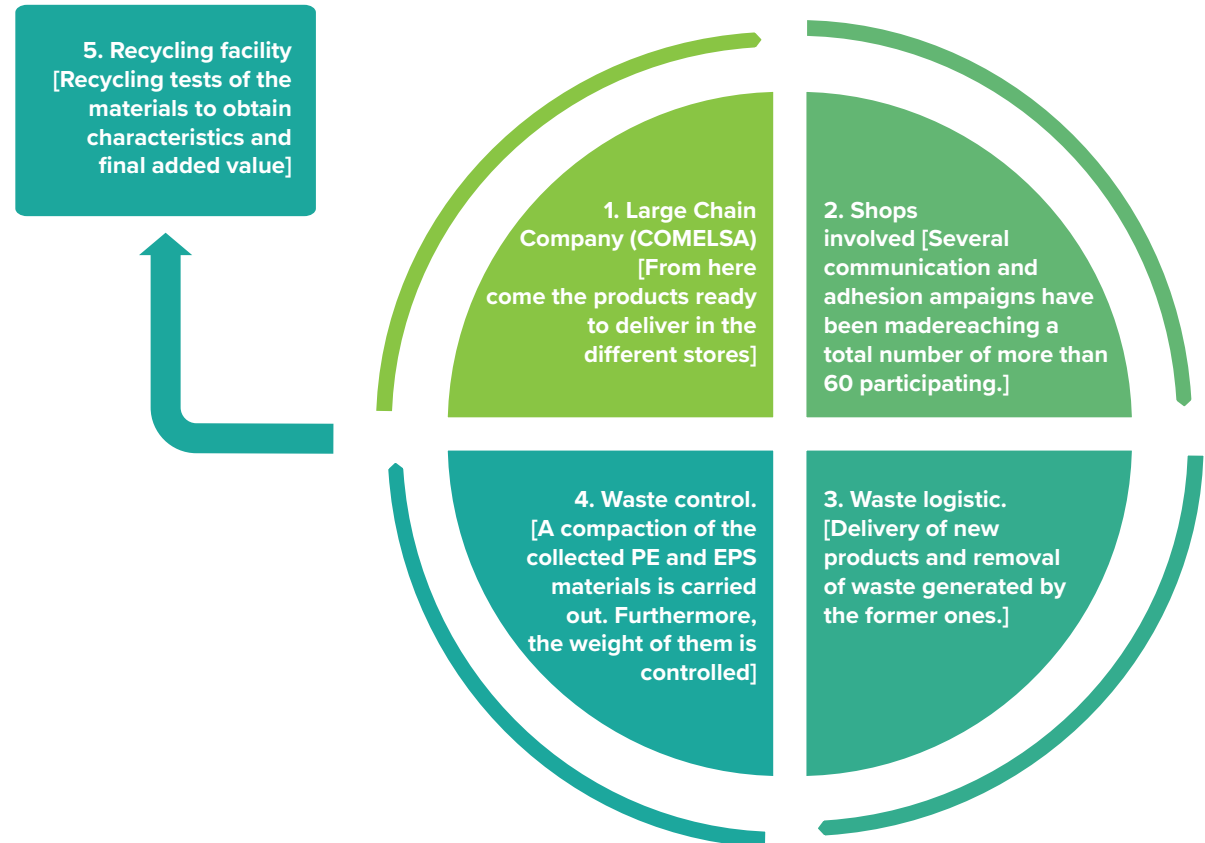 5. Recycling facility
[Recycling tests of the
materials to obtain
characteristics and
final added value]
1. Large Chain
Company (COMELSA)
[From here
come the products ready
to deliver in the
different stores]
2. Shops
involved [Several
communication and
adhesion ampaigns have
been madereaching a
total number of more than
60 participating.]
4. Waste control.
[A compaction of the
collected PE and EPS
materials is carried
out. Furthermore,
the weight of them is
controlled]
3. Waste logistic.
[Delivery of new
products and removal
of waste generated by
the former ones.]